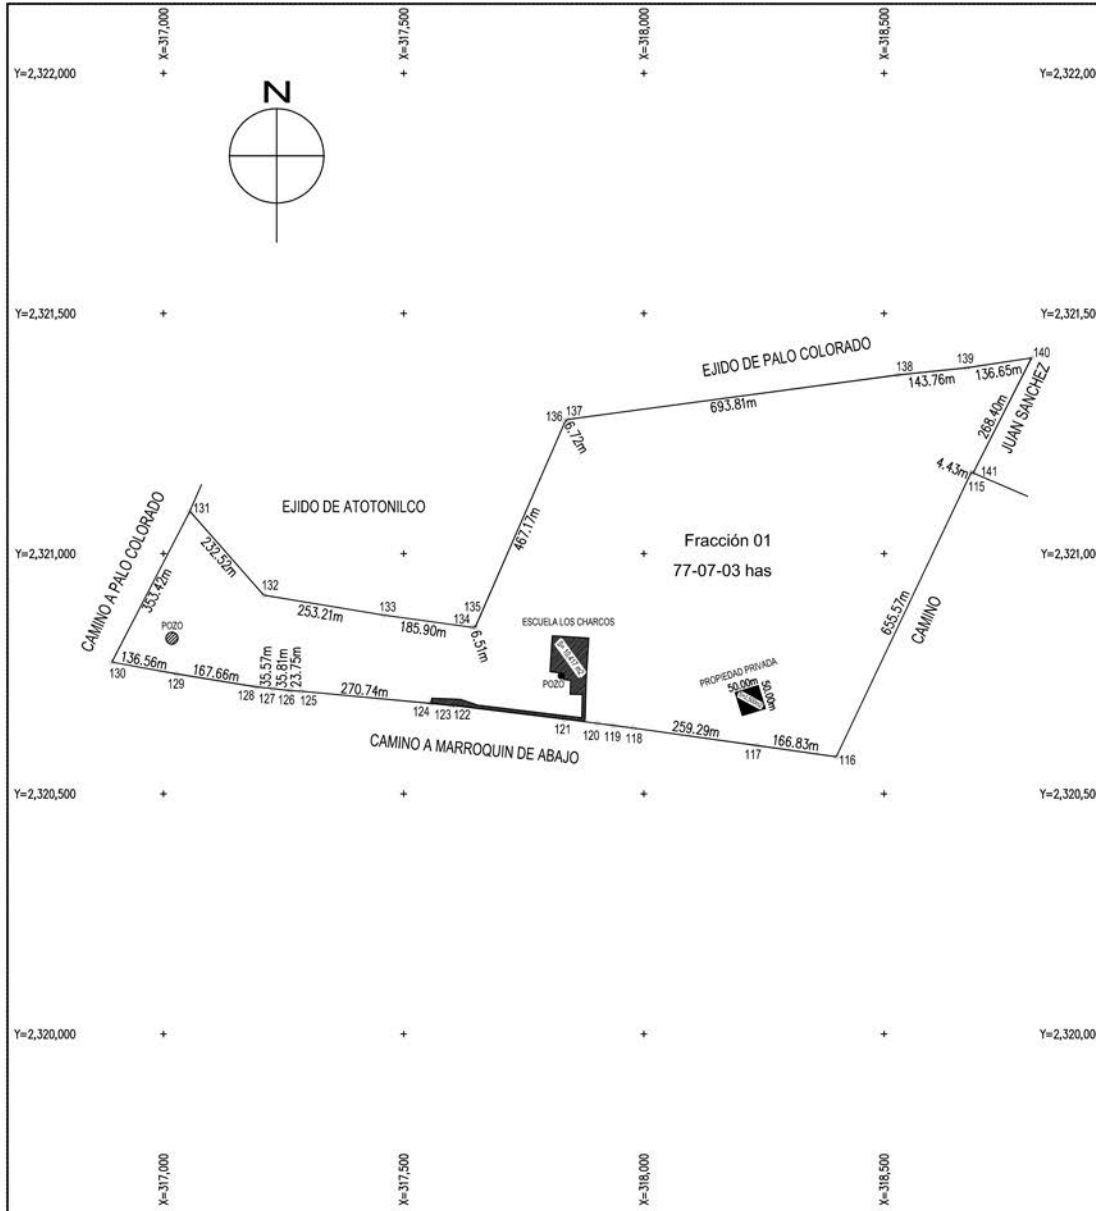 X=317,000
X=317,500
X=318,000
X=318,500
Y=2,322,000
Y=2,322,00
N
Y=2,321,500
Y=2,321,50
EJIDO DE PALO COLORADO
138
139
140
143.76m
136.65m
693.81m
136
137
6.72m
268.40m
JUAN SANCHEZ
4.43m
141
115
131
EJIDO DE ATOTONILCO
CAMINO A PALO COLORADO
232.52m
353.42m
467.17m
Fracción 01
77-07-03 has
Y=2,321,000
Y=2,321,00
132
253.21m
133
185.90m
135
134
6.51m
655.57m
CAMINO
POZO
ESCUELA LOS CHARCOS
S= 10,417 m2
POZO
PROPIEDAD PRIVADA
50.00m
50.00m
130
136.56m
129
167.66m
35.57m
35.81m
23.75m
128
127
126
125
270.74m
124
123
122
121
120
119
118
259.29m
117
166.83m
116
CAMINO A MARROQUIN DE ABAJO
Y=2,320,500
Y=2,320,50
Y=2,320,000
Y=2,320,00
X=317,000
X=317,500
X=318,000
X=318,500